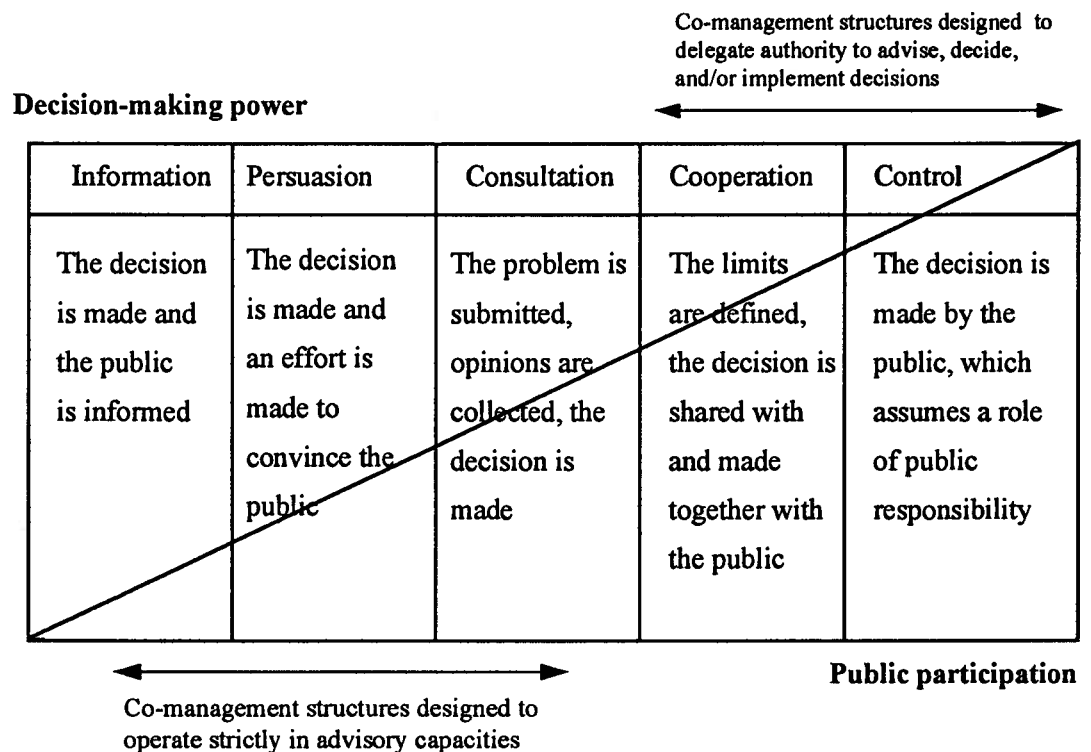 Co-management structures designed to
delegate authority to advise, decide,
and/or implement decisions
Decision-making power
Information
Persuasion
Consultation
Cooperation
Control
The decision
is made and
the public
is informed
The decision
is made and
an effort is
made to
convince the
public
The problem is
submitted,
opinions are
collected, the
decision is
made
The limits
are defined,
the decision is
shared with
and made
together with
the public
The decision is
made by the
public, which
assumes a role
of public
responsibility
Public participation
Co-management structures designed to
operate strictly in advisory capacities